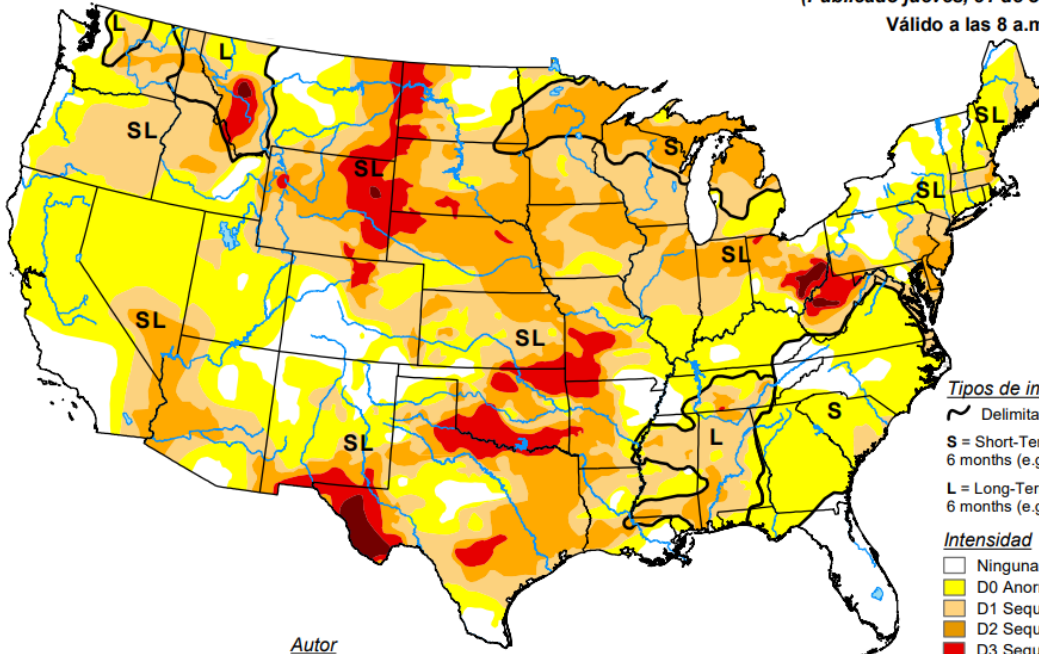 Válido a las 8 a.m
L
L
SL
SL
SL
S
SL
SL
SL
SL
SL
L
S
Tipos de in
Delimita
S = Short-Ter
6 months (e.g
L = Long-Ter
6 months (e.g
Intensidad
Ninguna
D0 Anor
D1 Sequ
D2 Sequ
D3 Sequ
Autor